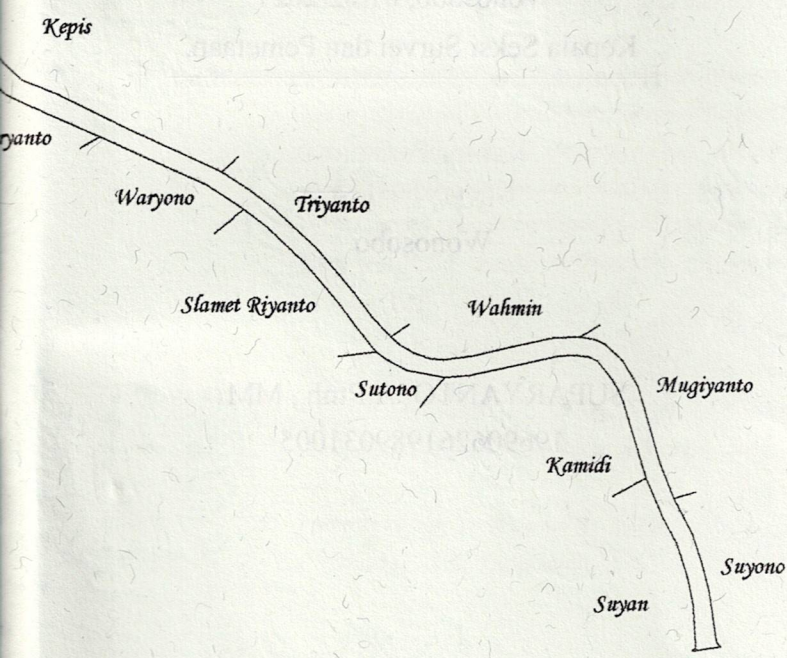 Kepis
ryanto
Waryono
Triyanto
Slamet Riyanto
Wahmin
Sutono
Mugiyanto
Kamidi
Suyono
Suyan